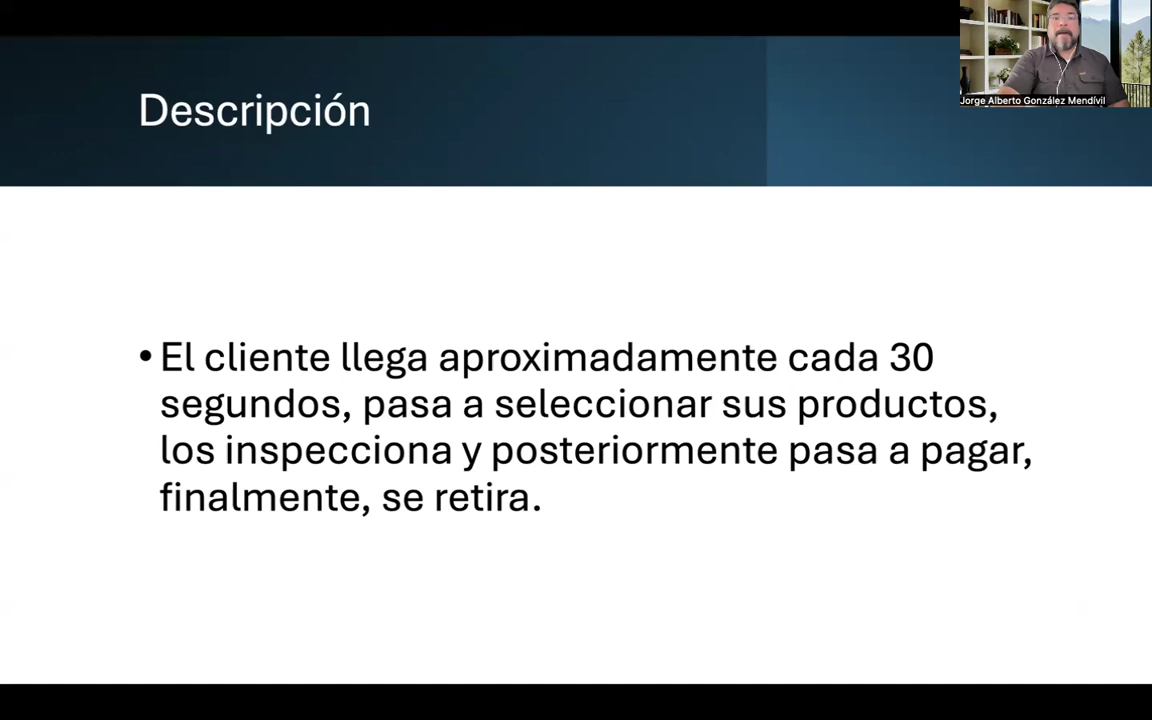 Jorge Alberto González Mendívil
Descripción
• El cliente llega aproximadamente cada 30
segundos, pasa a seleccionar sus productos,
los inspecciona y posteriormente pasa a pagar,
finalmente, se retira.